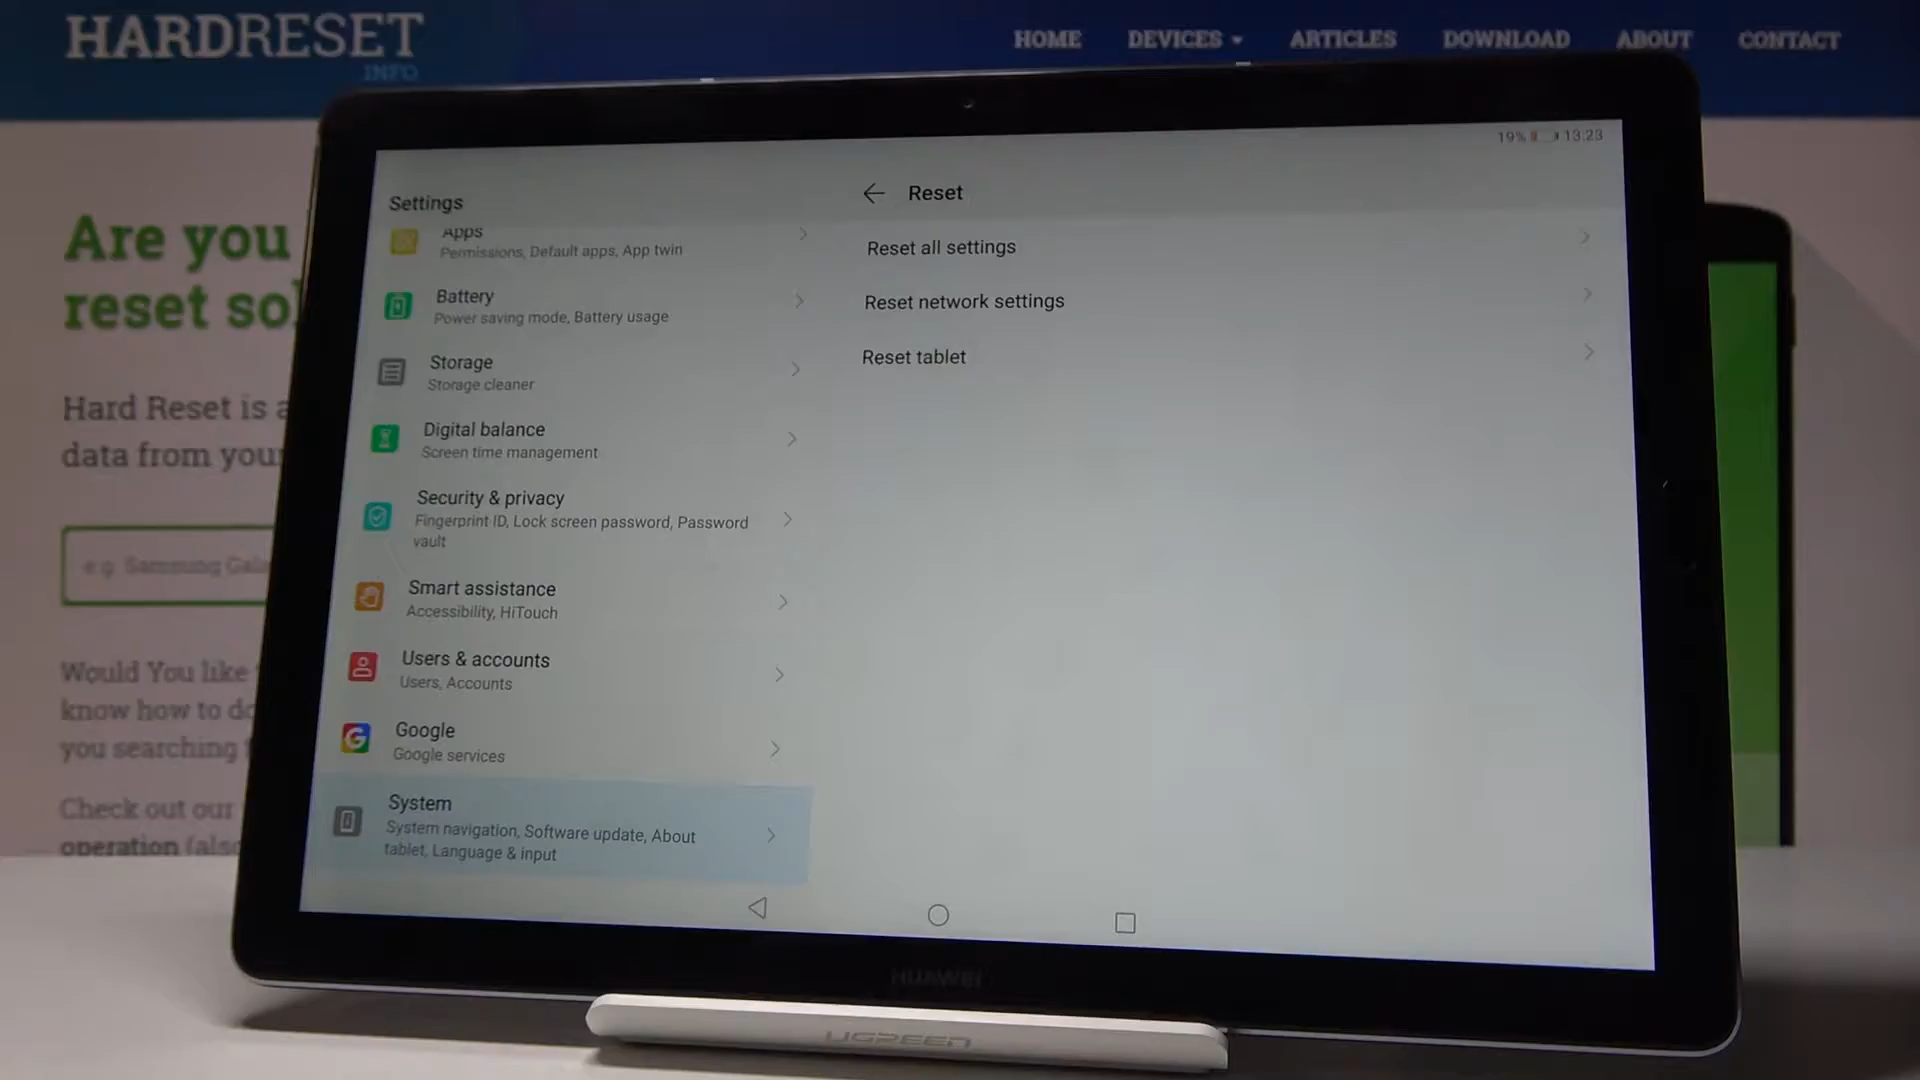 HARDRESET
INFO
HOME DEVICES ARTICLES DOWNLOAD ABOUT CONTACT
Are you
reset
Hard Reset is
data from
e.g. Samsung
Would You like
know how to
you searching
Check out our
operation (also
19% 13:23
Settings
Apps
Permissions, Default apps, App twin
Battery
Power saving mode, Battery usage
Storage
Storage cleaner
Digital balance
Screen time management
Security & privacy
Fingerprint ID, Lock screen password, Password
vault
Smart assistance
Accessibility, HiTouch
Users & accounts
Users, Accounts
Google
Google services
System
System navigation, Software update, About
tablet, Language & input
Reset
Reset all settings
Reset network settings
Reset tablet
HUAWEI
UGREEN